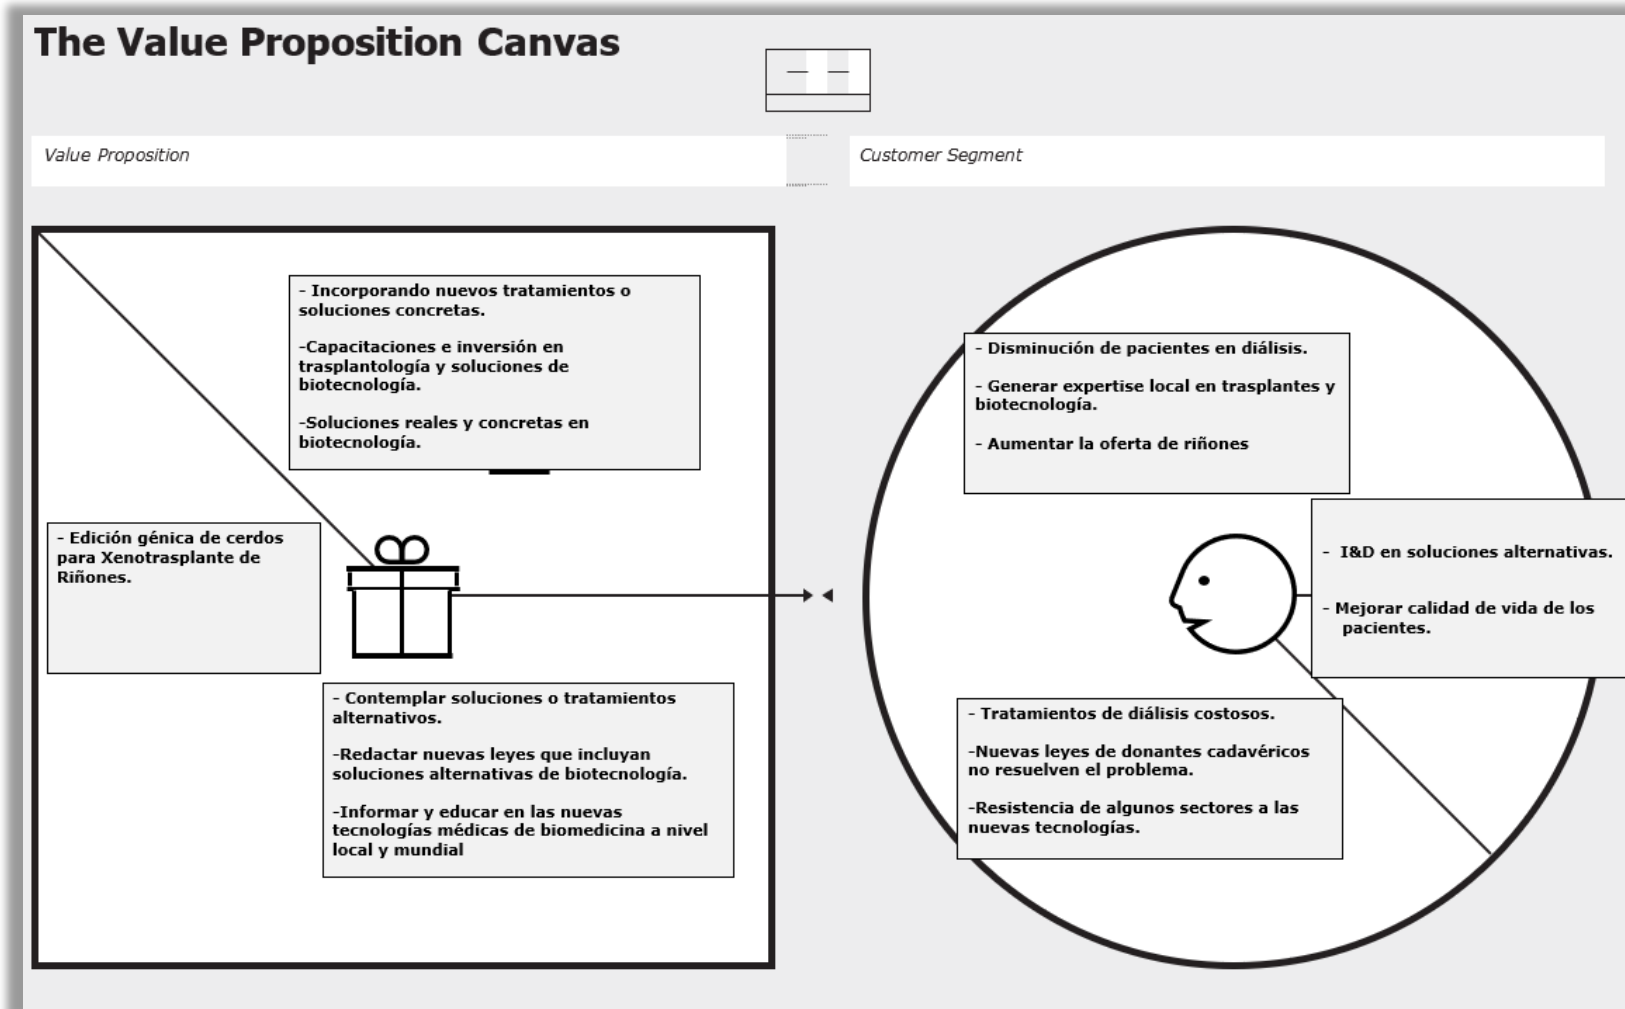 The Value Proposition Canvas
Value Proposition
Customer Segment
- Incorporando nuevos tratamientos o
soluciones concretas.
-Capacitaciones e inversión en
trasplantología y soluciones de
biotecnología.
-Soluciones reales y concretas en
biotecnología.
- Edición génica de cerdos
para Xenotrasplante de
Riñones.
- Contemplar soluciones o tratamientos
alternativos.
-Redactar nuevas leyes que incluyan
soluciones alternativas de biotecnología.
-Informar y educar en las nuevas
tecnologías médicas de biomedicina a nivel
local y mundial
- Disminución de pacientes en diálisis.
- Generar expertise local en trasplantes y
biotecnología.
- Aumentar la oferta de riñones
- I&D en soluciones alternativas.
- Mejorar calidad de vida de los
pacientes.
- Tratamientos de diálisis costosos.
-Nuevas leyes de donantes cadavéricos
no resuelven el problema.
-Resistencia de algunos sectores a las
nuevas tecnologías.